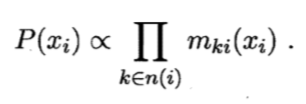 P(x_i) ∝ ∏_{k∈n(i)} m_{ki}(x_i) .